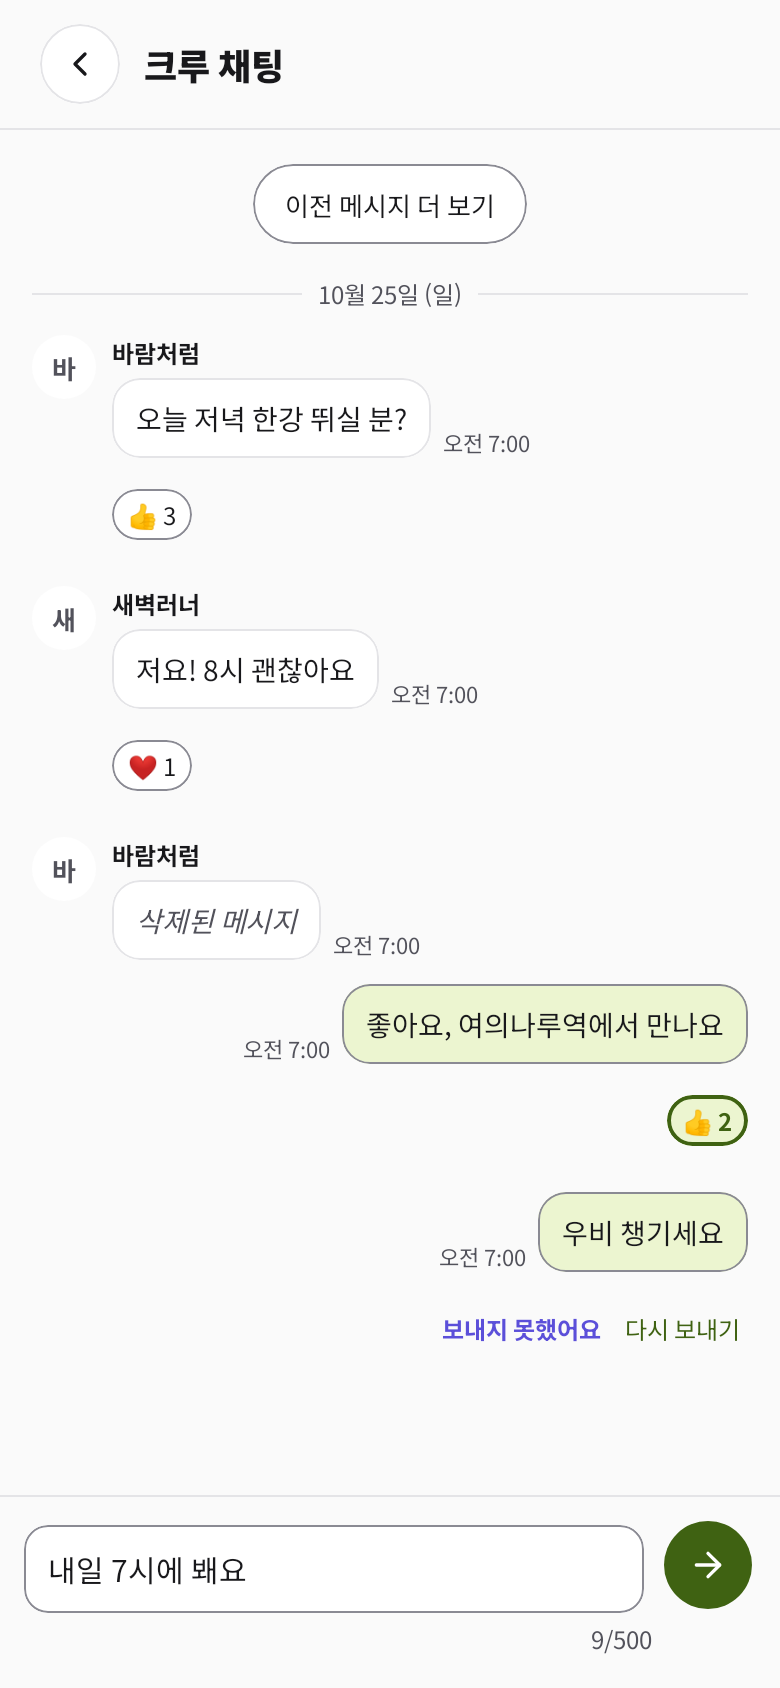 크루 채팅
이전 메시지 더 보기
10월 25일 (일)
바
바람처럼
오늘 저녁 한강 뛰실 분?
오전 7:00
👍 3
새
새벽러너
저요! 8시 괜찮아요
오전 7:00
❤️ 1
바
바람처럼
삭제된 메시지
오전 7:00
좋아요, 여의나루역에서 만나요
오전 7:00
👍 2
우비 챙기세요
오전 7:00
보내지 못했어요 다시 보내기
내일 7시에 봬요
9/500